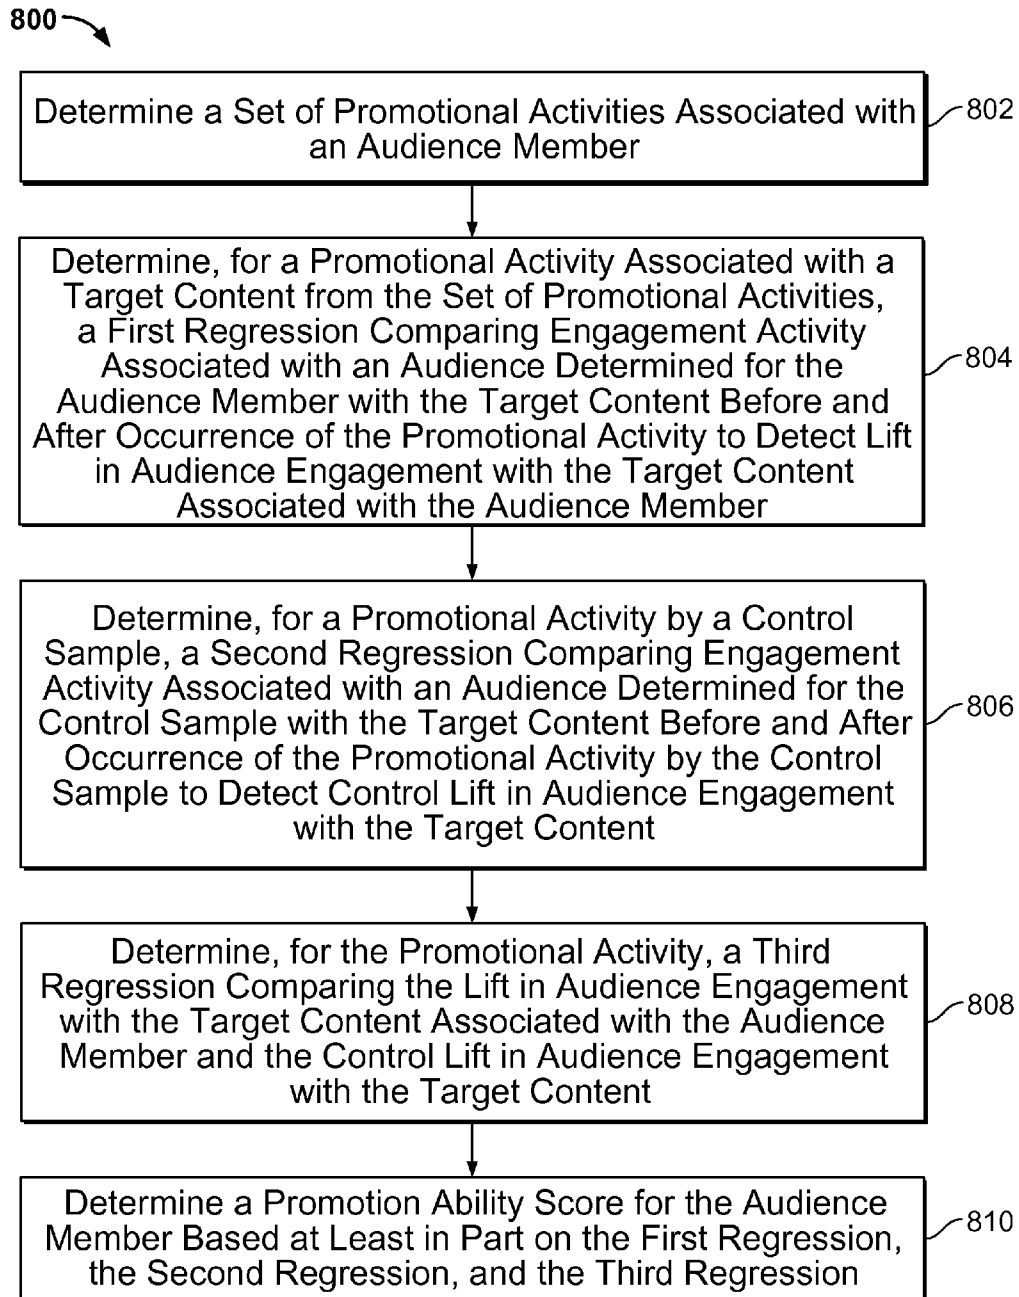 800
Determine a Set of Promotional Activities Associated with
an Audience Member
802
Determine, for a Promotional Activity Associated with a
Target Content from the Set of Promotional Activities,
a First Regression Comparing Engagement Activity
Associated with an Audience Determined for the
Audience Member with the Target Content Before and
After Occurrence of the Promotional Activity to Detect Lift
in Audience Engagement with the Target Content
Associated with the Audience Member
804
Determine, for a Promotional Activity by a Control
Sample, a Second Regression Comparing Engagement
Activity Associated with an Audience Determined for the
Control Sample with the Target Content Before and After
Occurrence of the Promotional Activity by the Control
Sample to Detect Control Lift in Audience Engagement
with the Target Content
806
Determine, for the Promotional Activity, a Third
Regression Comparing the Lift in Audience Engagement
with the Target Content Associated with the Audience
Member and the Control Lift in Audience Engagement
with the Target Content
808
Determine a Promotion Ability Score for the Audience
Member Based at Least in Part on the First Regression,
the Second Regression, and the Third Regression
810